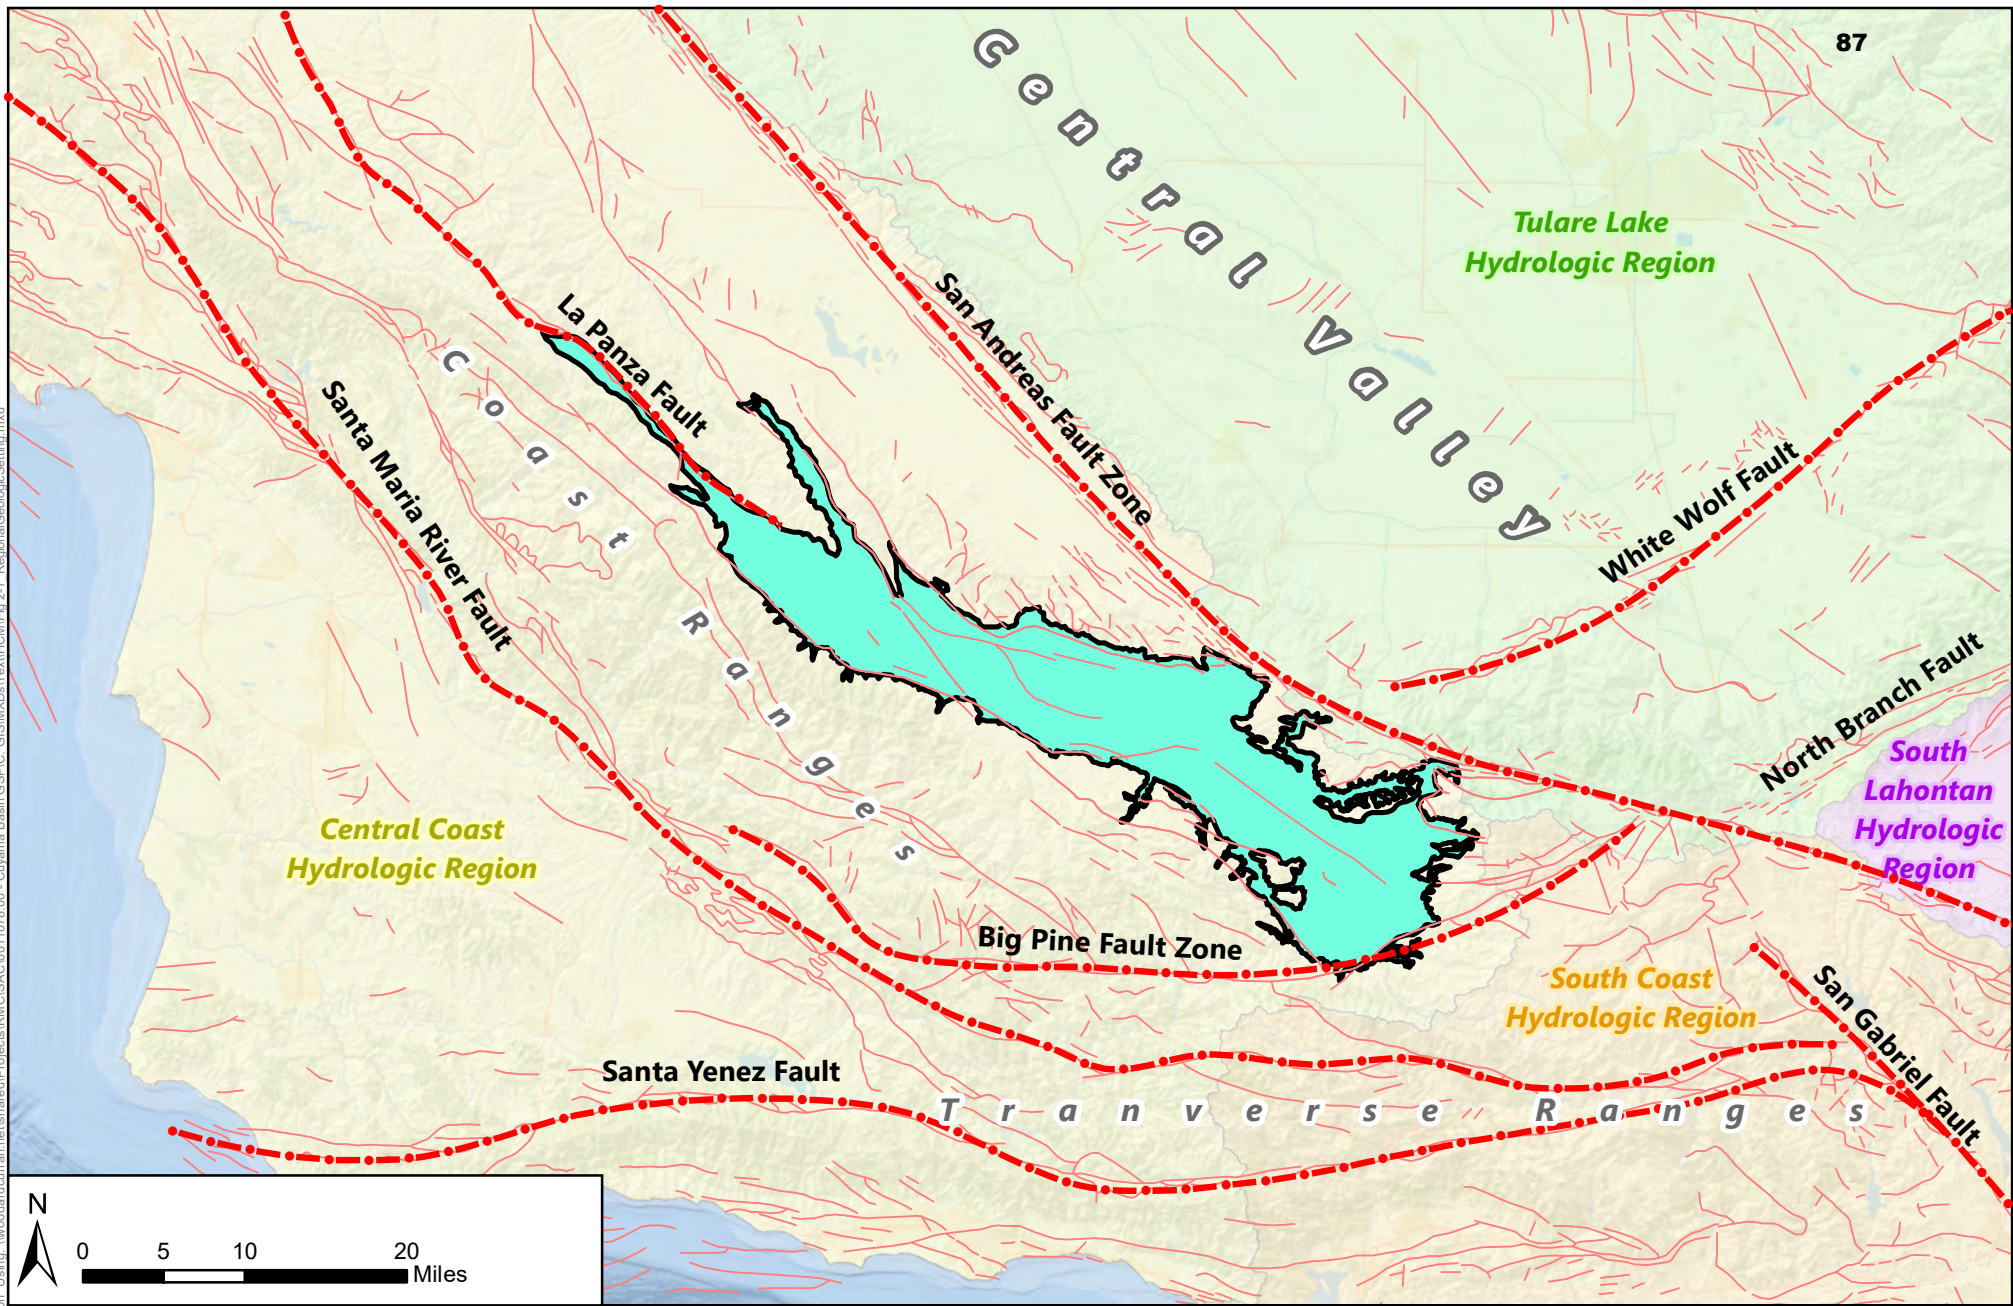 87
Central Valley
Tulare Lake
Hydrologic Region
San Andreas Fault Zone
La Panza Fault
Coast Ranges
Santa Maria River Fault
White Wolf Fault
North Branch Fault
South
Lahontan
Hydrologic
Region
Central Coast
Hydrologic Region
Big Pine Fault Zone
South Coast
Hydrologic Region
San Gabriel Fault
Santa Yenez Fault
Tranverse Ranges
N
0 5 10 20
Miles